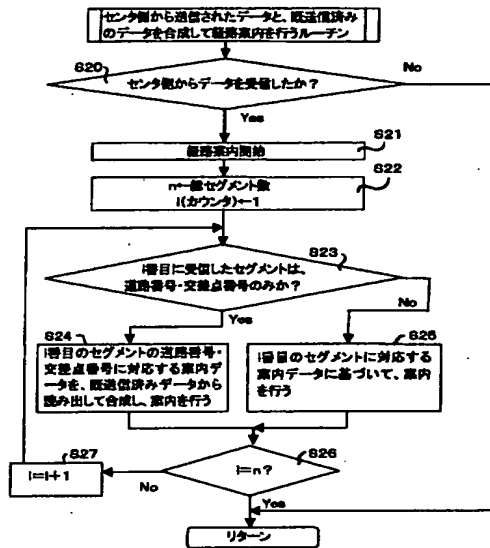 センタ側から送信されたデータと、既送信済み
のデータを合成して経路案内を行うルーチン
S20
No
センタ側からデータを受信したか？
Yes
S21
経路案内開始
S22
n←総セグメント数
i(カウンタ)←1
S23
i番目に受信したセグメントは、
道路番号・交差点番号のみか？
No
S24
Yes
S25
i番目のセグメントの道路番号・
交差点番号に対応する案内デ
ータを、既送信済みデータから
読み出して合成し、案内を行う
i番目のセグメントに対応する
案内データに基づいて、案内
を行う
S27
S26
i=i+1
i=n？
No
Yes
リターン